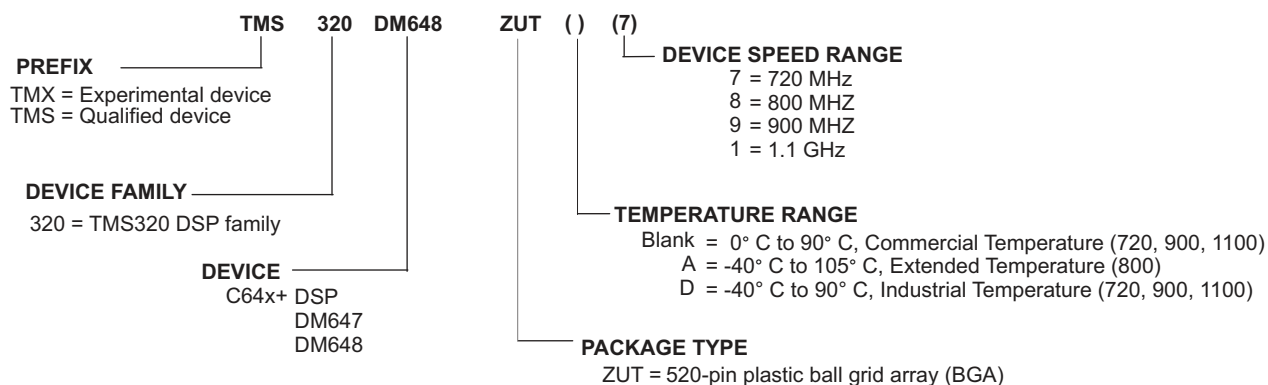 TMS 320 DM648 ZUT ( ) (7)
PREFIX
TMX = Experimental device
TMS = Qualified device
DEVICE SPEED RANGE
7 = 720 MHz
8 = 800 MHZ
9 = 900 MHZ
1 = 1.1 GHz
DEVICE FAMILY
320 = TMS320 DSP family
TEMPERATURE RANGE
Blank = 0° C to 90° C, Commercial Temperature (720, 900, 1100)
A = -40° C to 105° C, Extended Temperature (800)
D = -40° C to 90° C, Industrial Temperature (720, 900, 1100)
DEVICE
C64x+ DSP
DM647
DM648
PACKAGE TYPE
ZUT = 520-pin plastic ball grid array (BGA)